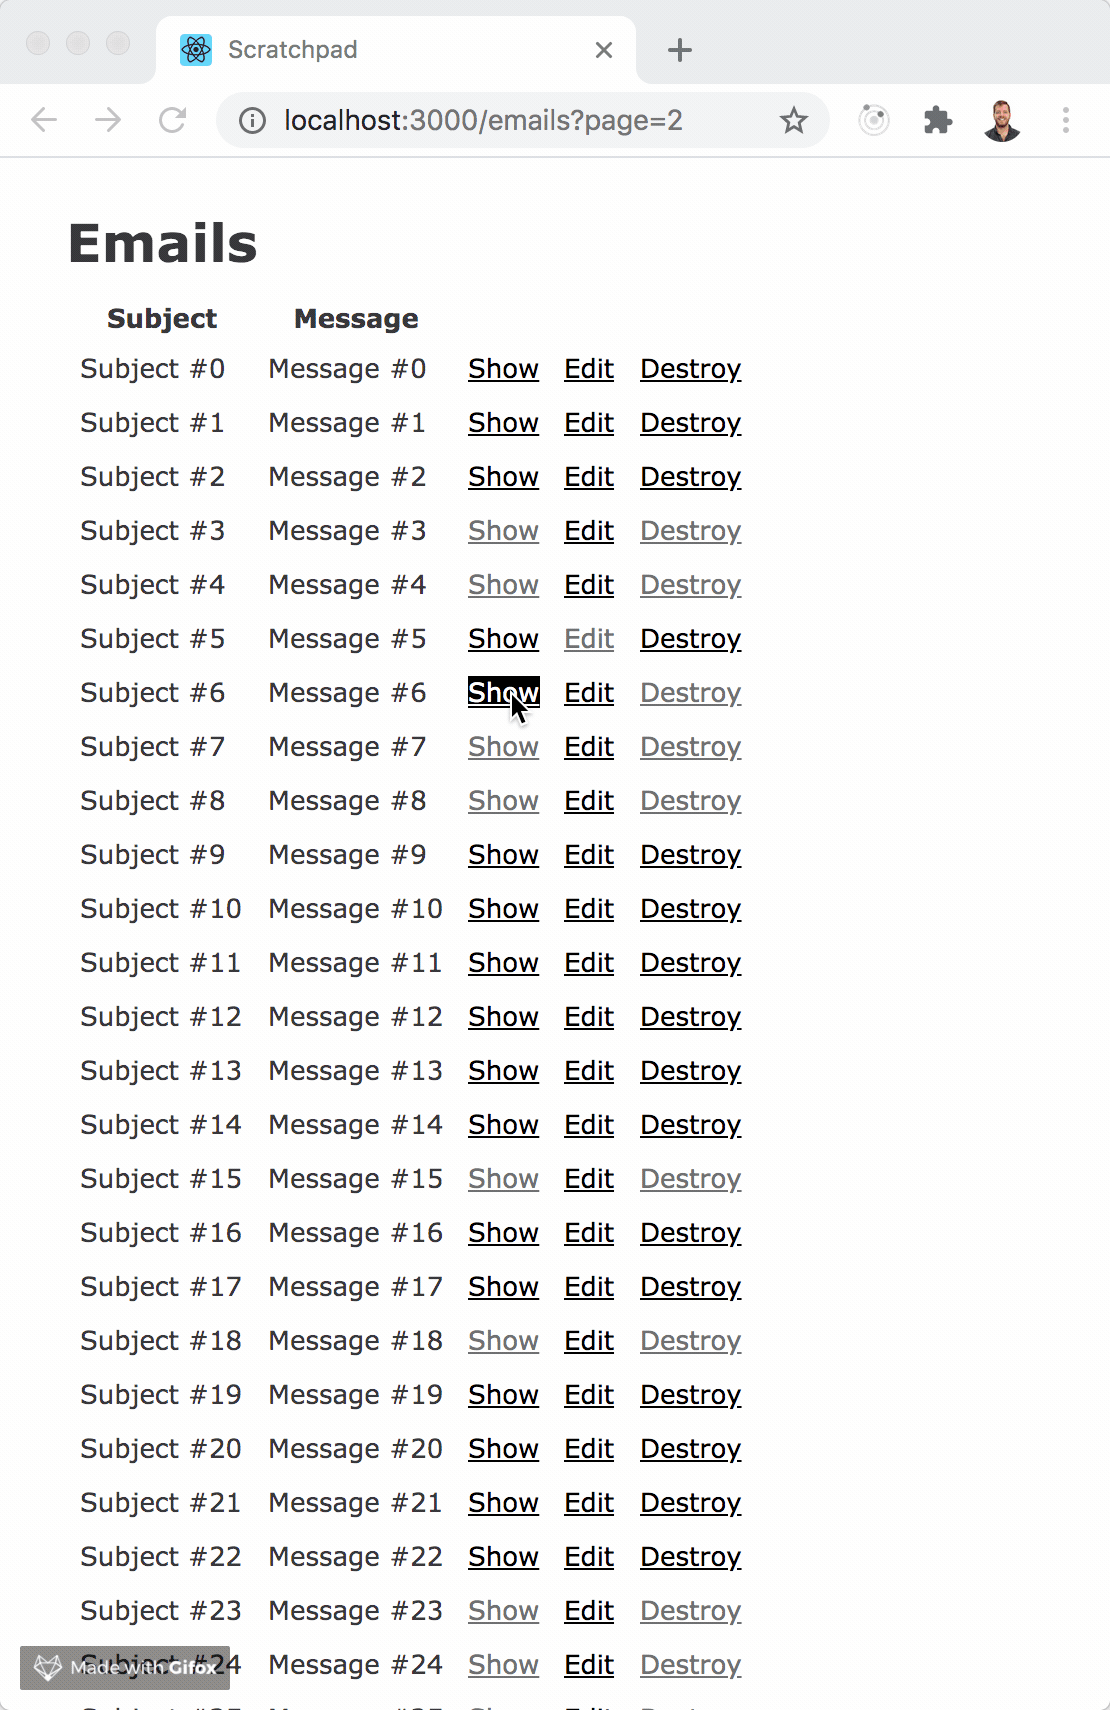 Scratchpad
localhost:3000/emails?page=2
Emails
Subject Message
Subject #0 Message #0 Show Edit Destroy
Subject #1 Message #1 Show Edit Destroy
Subject #2 Message #2 Show Edit Destroy
Subject #3 Message #3 Show Edit Destroy
Subject #4 Message #4 Show Edit Destroy
Subject #5 Message #5 Show Edit Destroy
Subject #6 Message #6 Show Edit Destroy
Subject #7 Message #7 Show Edit Destroy
Subject #8 Message #8 Show Edit Destroy
Subject #9 Message #9 Show Edit Destroy
Subject #10 Message #10 Show Edit Destroy
Subject #11 Message #11 Show Edit Destroy
Subject #12 Message #12 Show Edit Destroy
Subject #13 Message #13 Show Edit Destroy
Subject #14 Message #14 Show Edit Destroy
Subject #15 Message #15 Show Edit Destroy
Subject #16 Message #16 Show Edit Destroy
Subject #17 Message #17 Show Edit Destroy
Subject #18 Message #18 Show Edit Destroy
Subject #19 Message #19 Show Edit Destroy
Subject #20 Message #20 Show Edit Destroy
Subject #21 Message #21 Show Edit Destroy
Subject #22 Message #22 Show Edit Destroy
Subject #23 Message #23 Show Edit Destroy
Subject #24 Message #24 Show Edit Destroy
Made with Gifox